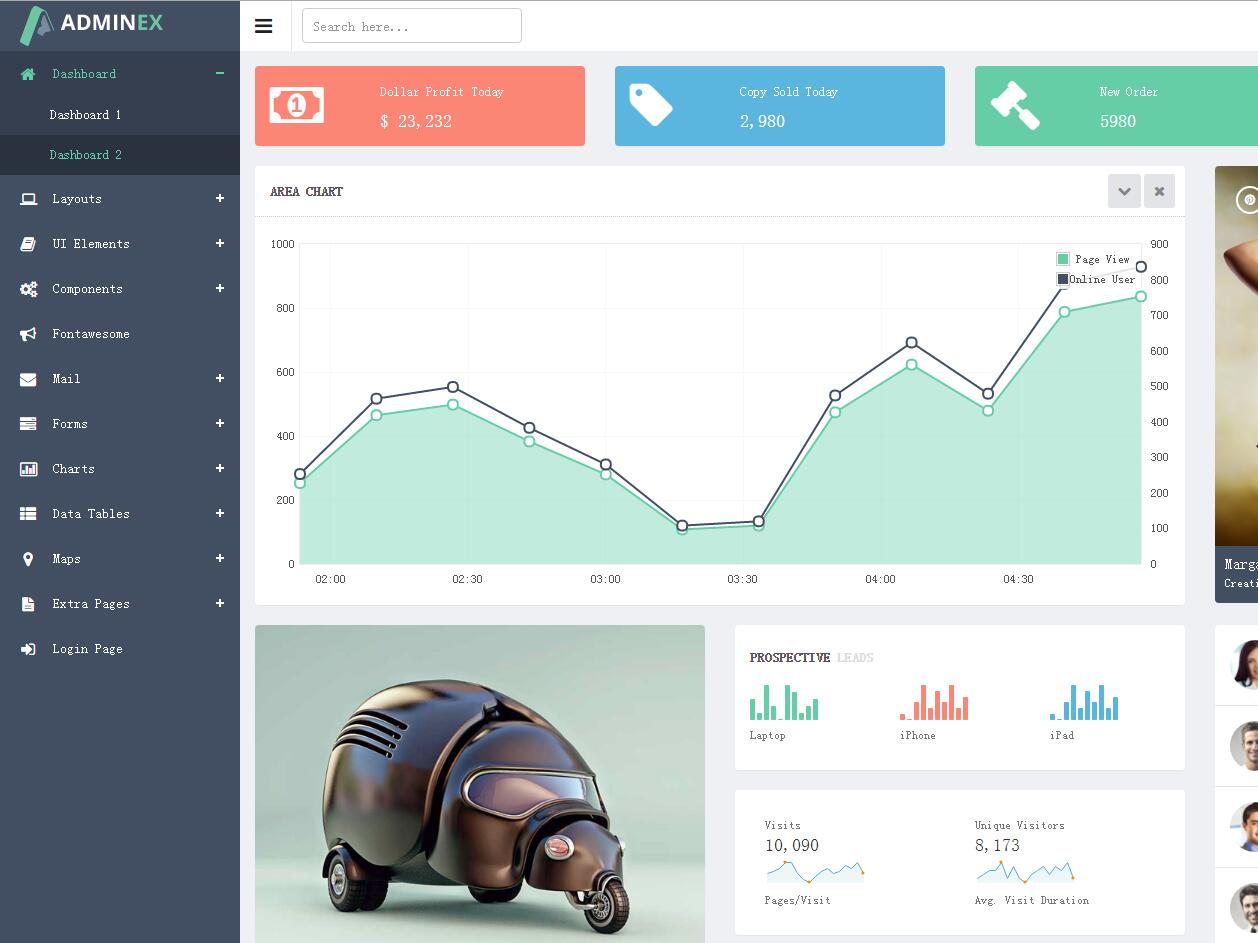 ADMINEX
Search here...
Dashboard
Dashboard 1
Dashboard 2
Layouts
UI Elements
Components
Fontawesome
Mail
Forms
Charts
Data Tables
Maps
Extra Pages
Login Page
Dollar Profit Today
$ 23,232
Copy Sold Today
2,980
New Order
5980
AREA CHART
1000
800
600
400
200
0
Page View
Online User
900
800
700
600
500
400
300
200
100
0
02:00 02:30 03:00 03:30 04:00 04:30
Creati
PROSPECTIVE LEADS
Laptop
iPhone
iPad
Visits
10,090
Pages/Visit
Unique Visitors
8,173
Avg. Visit Duration